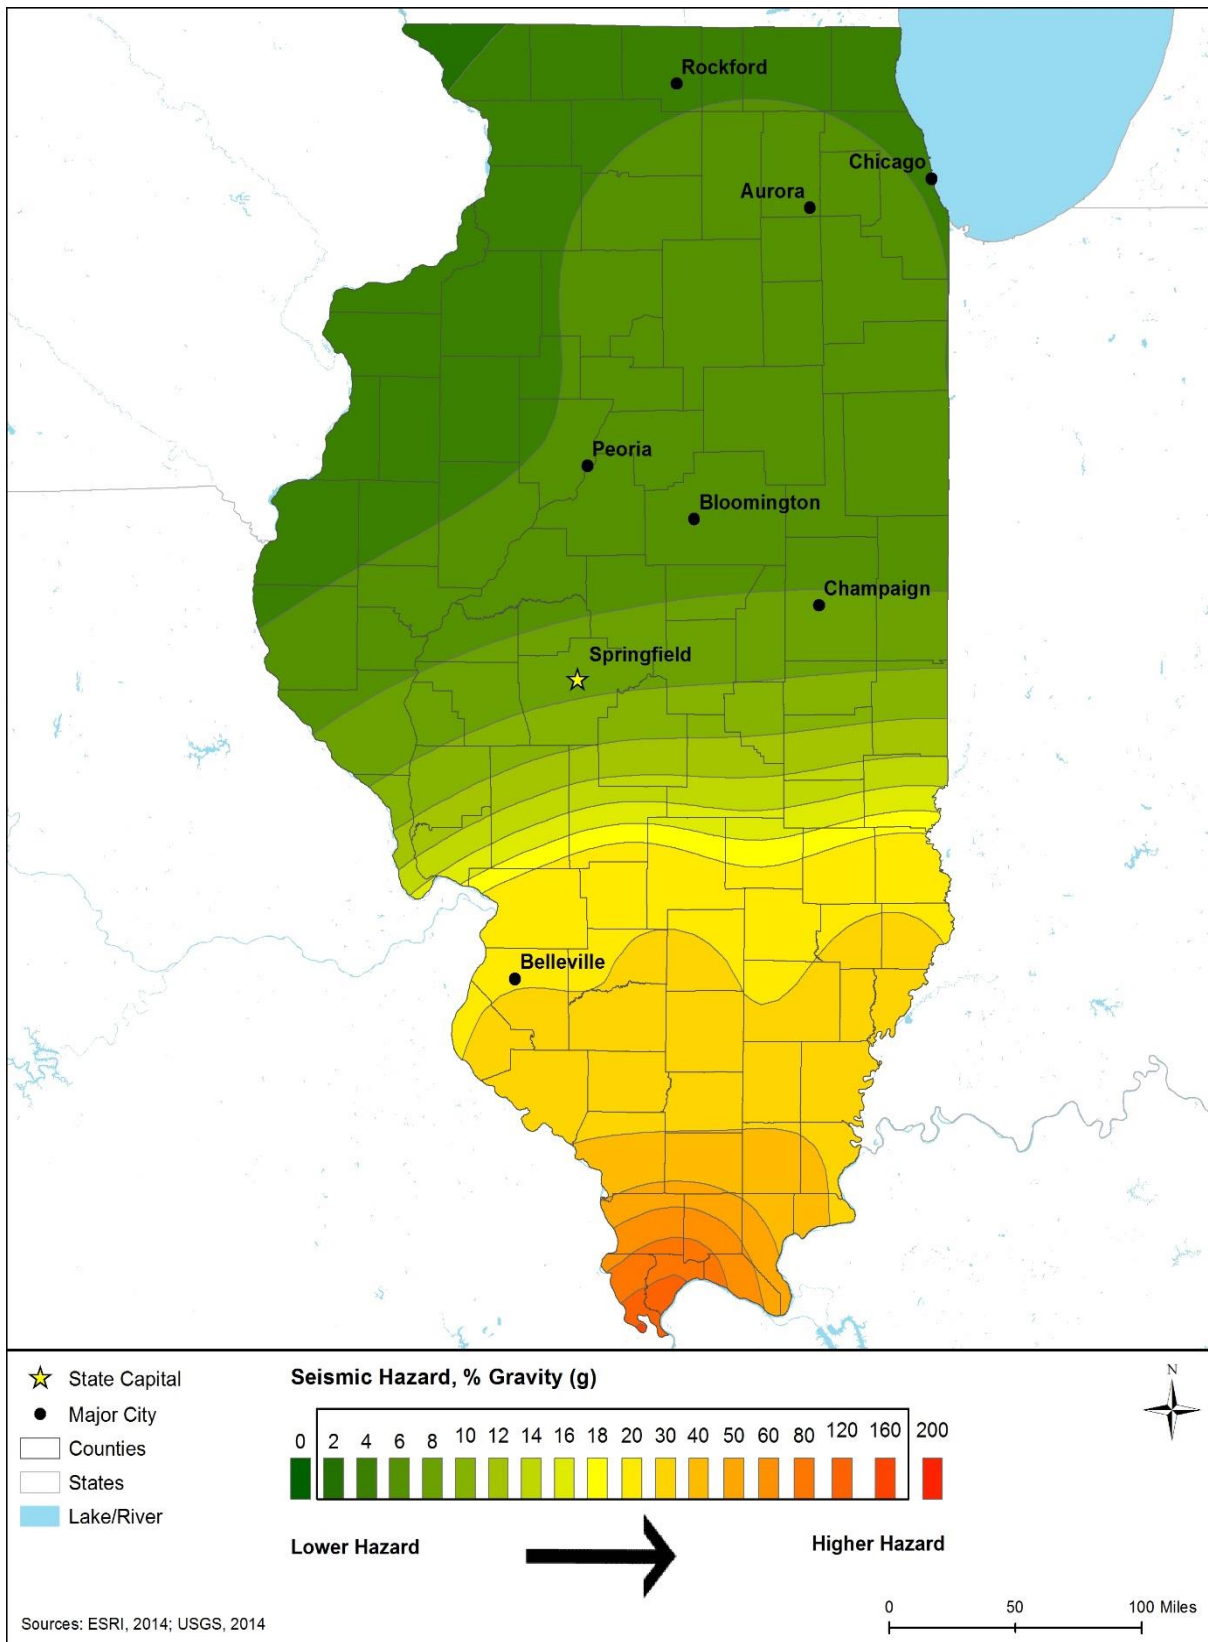 Rockford
Chicago
Aurora
Peoria
Bloomington
Champaign
Springfield
Belleville
State Capital
Major City
Counties
States
Lake/River
Seismic Hazard, % Gravity (g)
0 2 4 6 8 10 12 14 16 18 20 30 40 50 60 80 120 160 200
Lower Hazard
Higher Hazard
N
0 50 100 Miles
Sources: ESRI, 2014; USGS, 2014